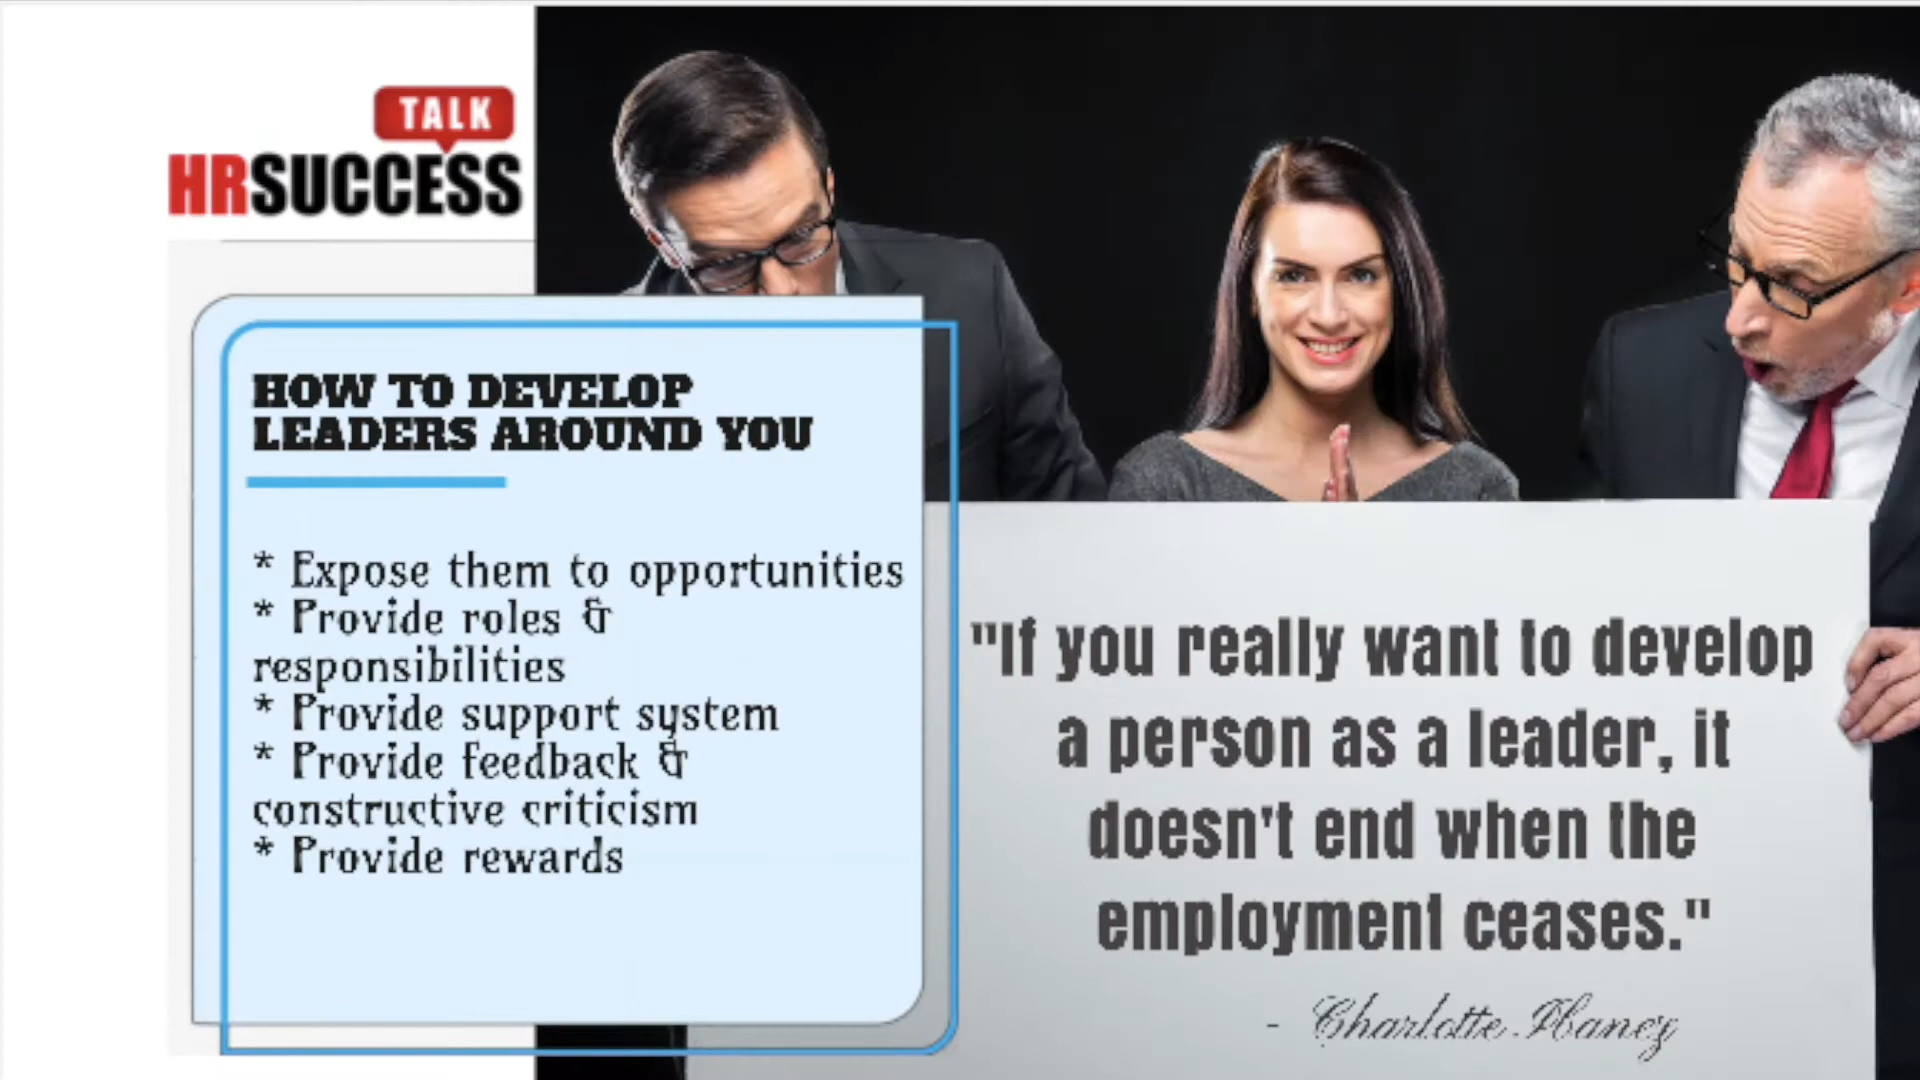 TALK
HRSUCCESS
HOW TO DEVELOP
LEADERS AROUND YOU
* Expose them to opportunities
* Provide roles &
responsibilities
* Provide support system
* Provide feedback &
constructive criticism
* Provide rewards
"If you really want to develop
a person as a leader, it
doesn't end when the
employment ceases."
- Charlotte Hanez